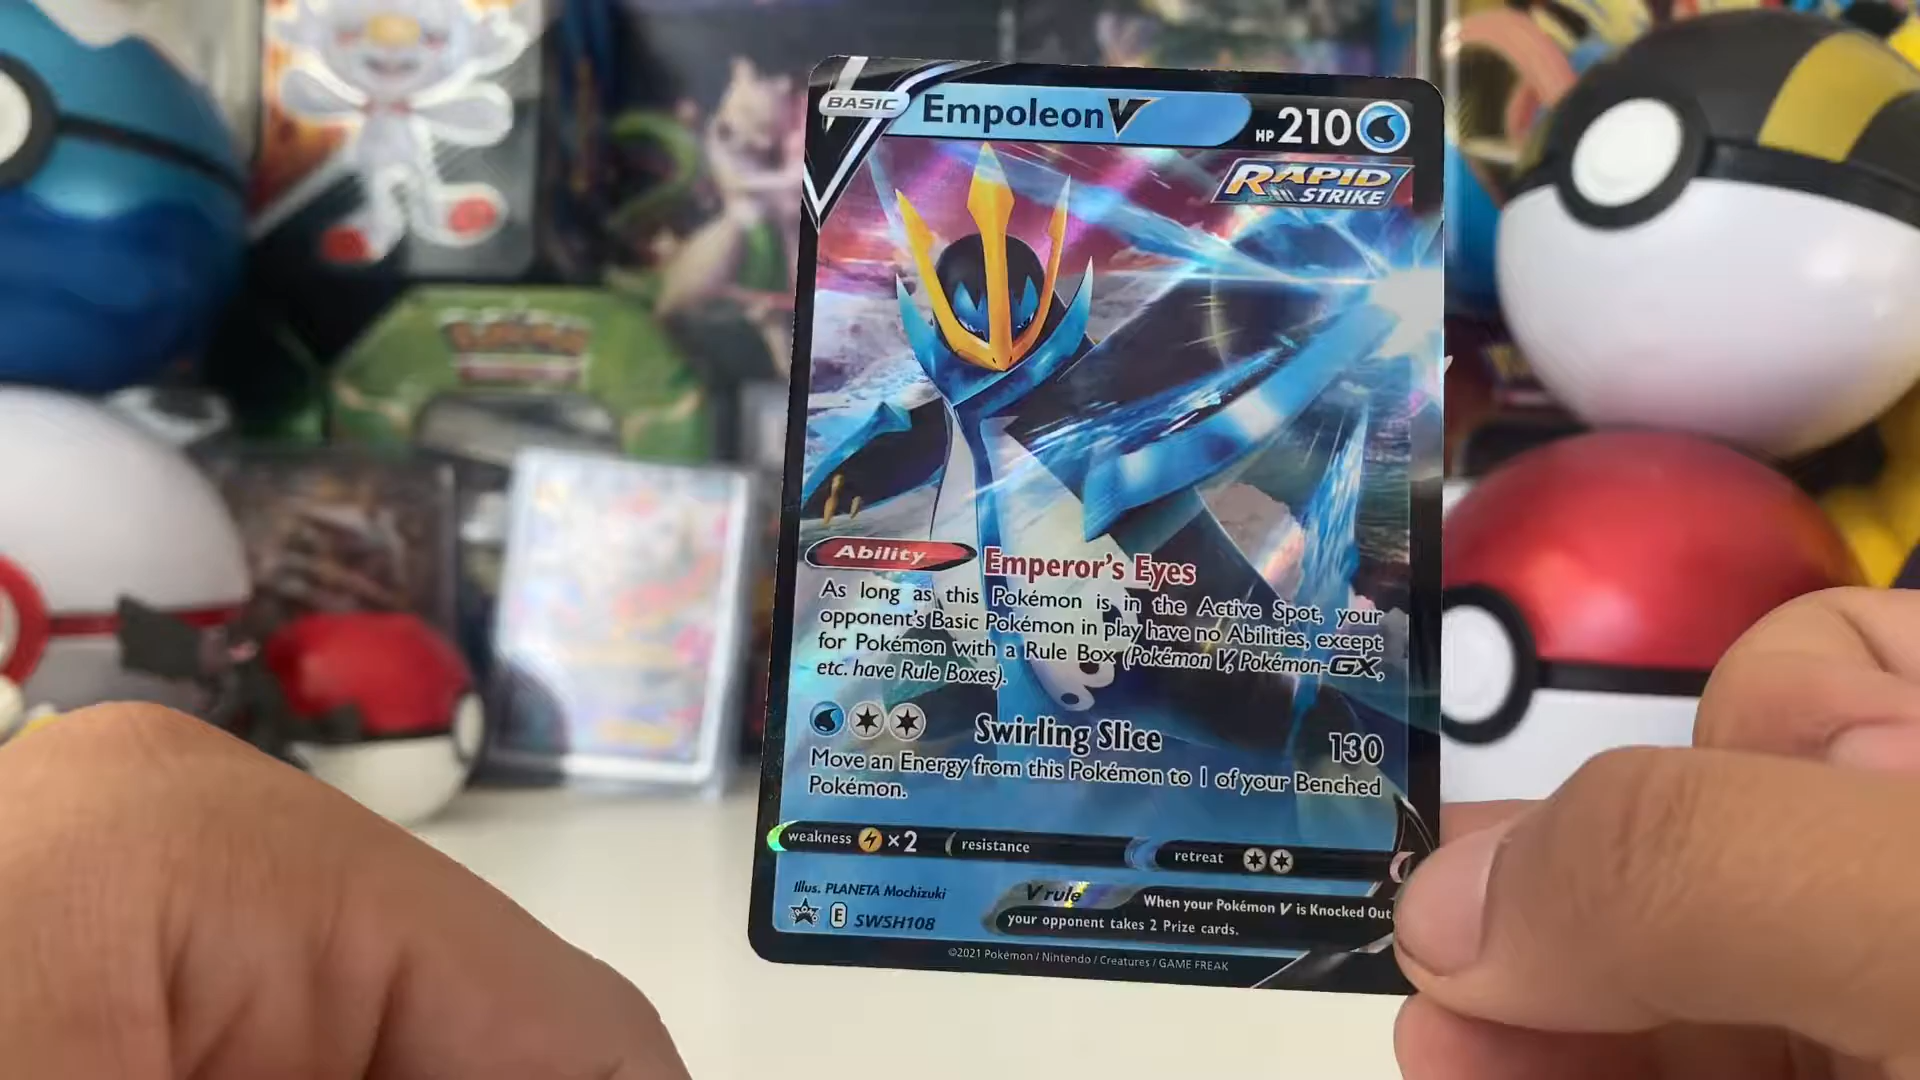 BASIC
Empoleon V
HP 210
RAPID
STRIKE
Ability Emperor's Eyes
As long as this Pokémon is in the Active Spot, your
opponent's Basic Pokémon in play have no Abilities, except
for Pokémon with a Rule Box (Pokémon V, Pokémon-GX,
etc. have Rule Boxes).
Swirling Slice 130
Move an Energy from this Pokémon to 1 of your Benched
Pokémon.
weakness ×2 resistance retreat
Illus. PLANETA Mochizuki
V rule When your Pokémon V is Knocked Out
your opponent takes 2 Prize cards.
PROMO E SWSH108
©2021 Pokémon / Nintendo / Creatures / GAME FREAK